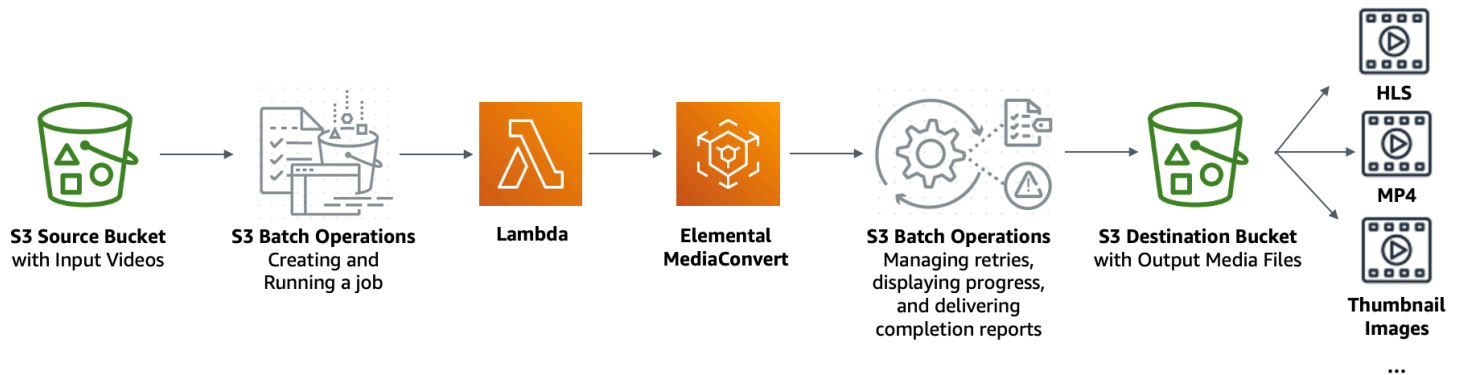 S3 Source Bucket
with Input Videos
S3 Batch Operations
Creating and
Running a job
Lambda
Elemental
MediaConvert
S3 Batch Operations
Managing retries,
displaying progress,
and delivering
completion reports
S3 Destination Bucket
with Output Media Files
HLS
MP4
Thumbnail
Images
...